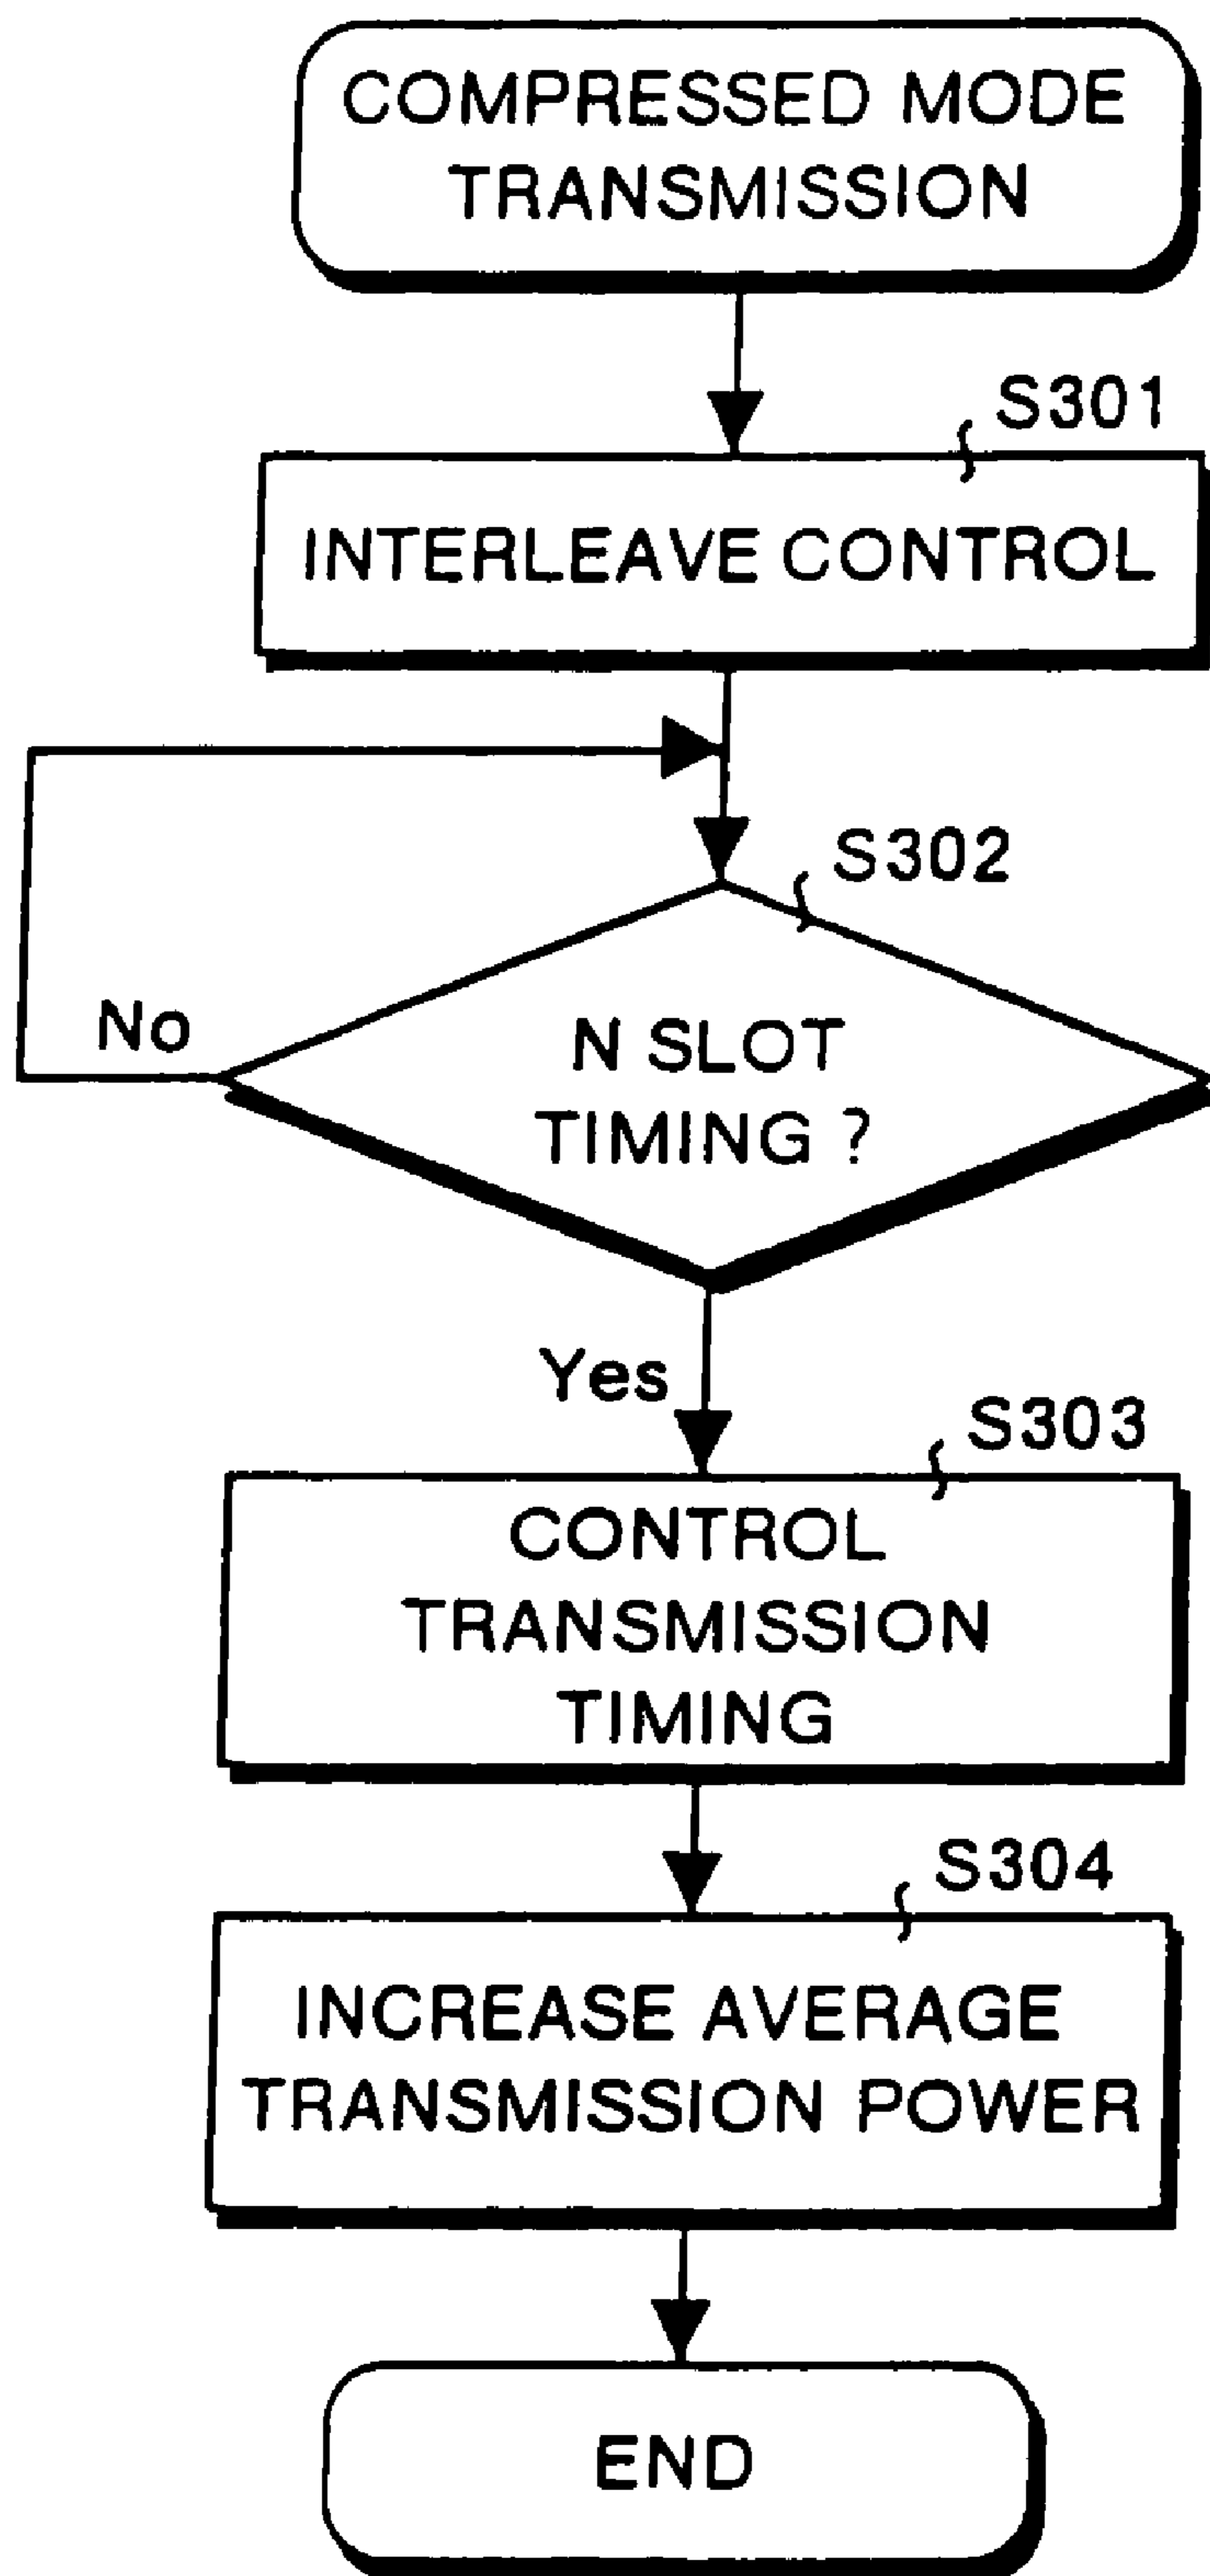 COMPRESSED MODE
TRANSMISSION
S301
INTERLEAVE CONTROL
S302
No
N SLOT
TIMING ?
Yes
S303
CONTROL
TRANSMISSION
TIMING
S304
INCREASE AVERAGE
TRANSMISSION POWER
END